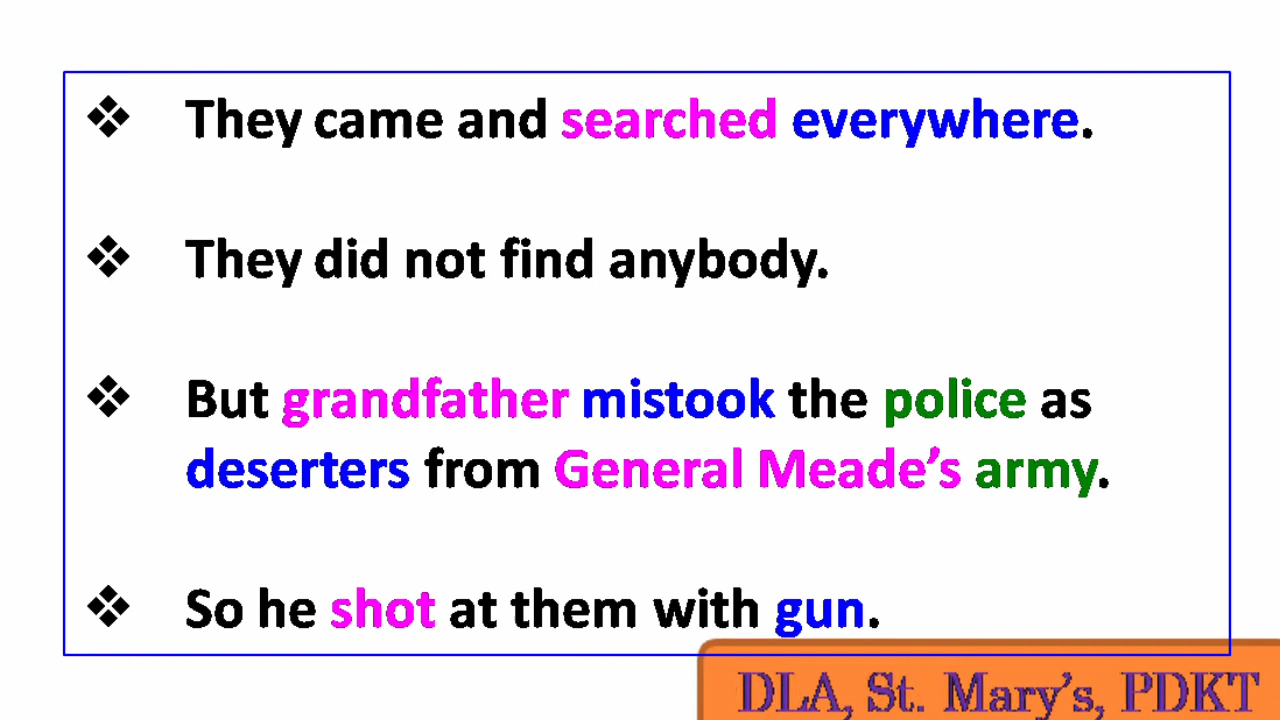 ❖ They came and searched everywhere.
❖ They did not find anybody.
❖ But grandfather mistook the police as
deserters from General Meade’s army.
❖ So he shot at them with gun.
DLA, St. Mary’s, PDKT